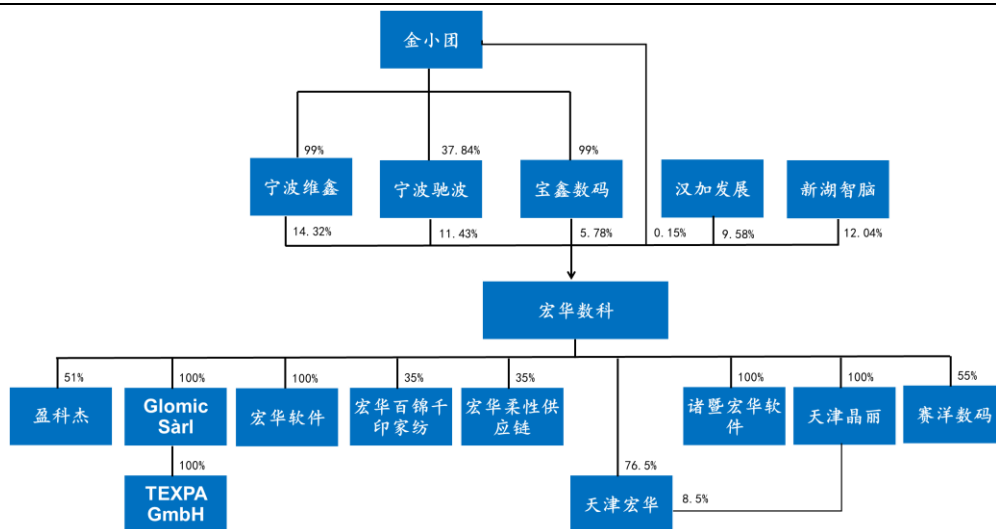 金小团
99%
37.84%
99%
宁波维鑫
宁波驰波
宝鑫数码
汉加发展
新湖智脑
14.32%
11.43%
5.78%
0.15%
9.58%
12.04%
宏华数科
51%
100%
100%
35%
35%
100%
100%
55%
盈科杰
Glomic
Sàrl
宏华软件
宏华百锦千
印家纺
宏华柔性供
应链
诸暨宏华软
件
天津晶丽
赛洋数码
100%
76.5%
TEXPA
GmbH
天津宏华
8.5%